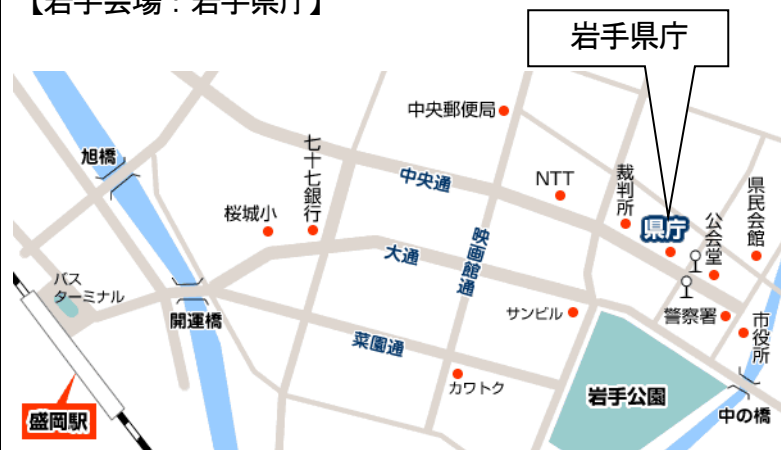 【岩手会場：岩手県庁】
岩手県庁
中央郵便局
旭橋
七十七銀行
中央通
NTT
裁判所
県民会館
桜城小
県庁
公会堂
映画館通
大通
バス
ターミナル
開運橋
サンビル
警察署
市役所
菜園通
カワトク
岩手公園
盛岡駅
中の橋